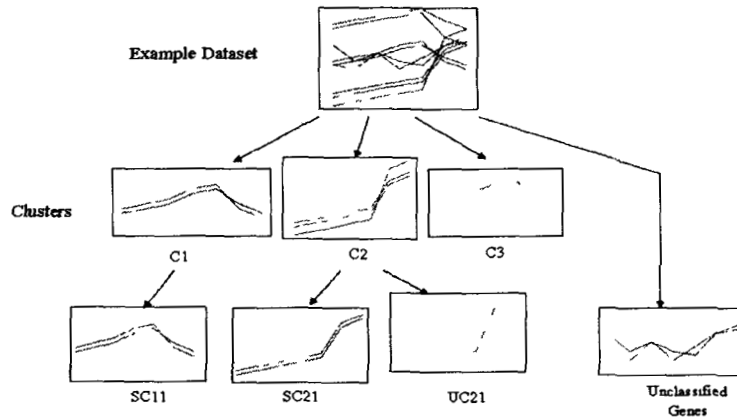 Example Dataset
Clusters
C1
C2
C3
SC11
SC21
UC21
Unclassified
Genes